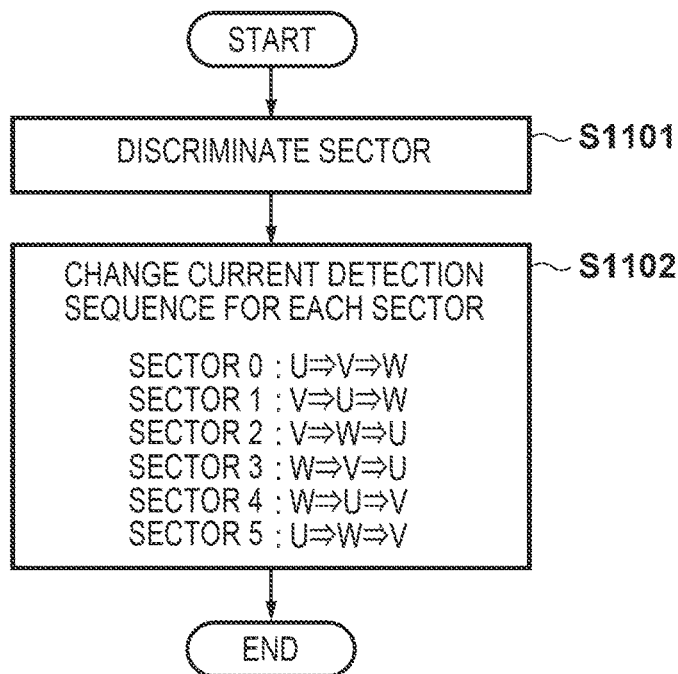 START
DISCRIMINATE SECTOR
S1101
CHANGE CURRENT DETECTION
SEQUENCE FOR EACH SECTOR
S1102
SECTOR 0 : U⇒V⇒W
SECTOR 1 : V⇒U⇒W
SECTOR 2 : V⇒W⇒U
SECTOR 3 : W⇒V⇒U
SECTOR 4 : W⇒U⇒V
SECTOR 5 : U⇒W⇒V
END